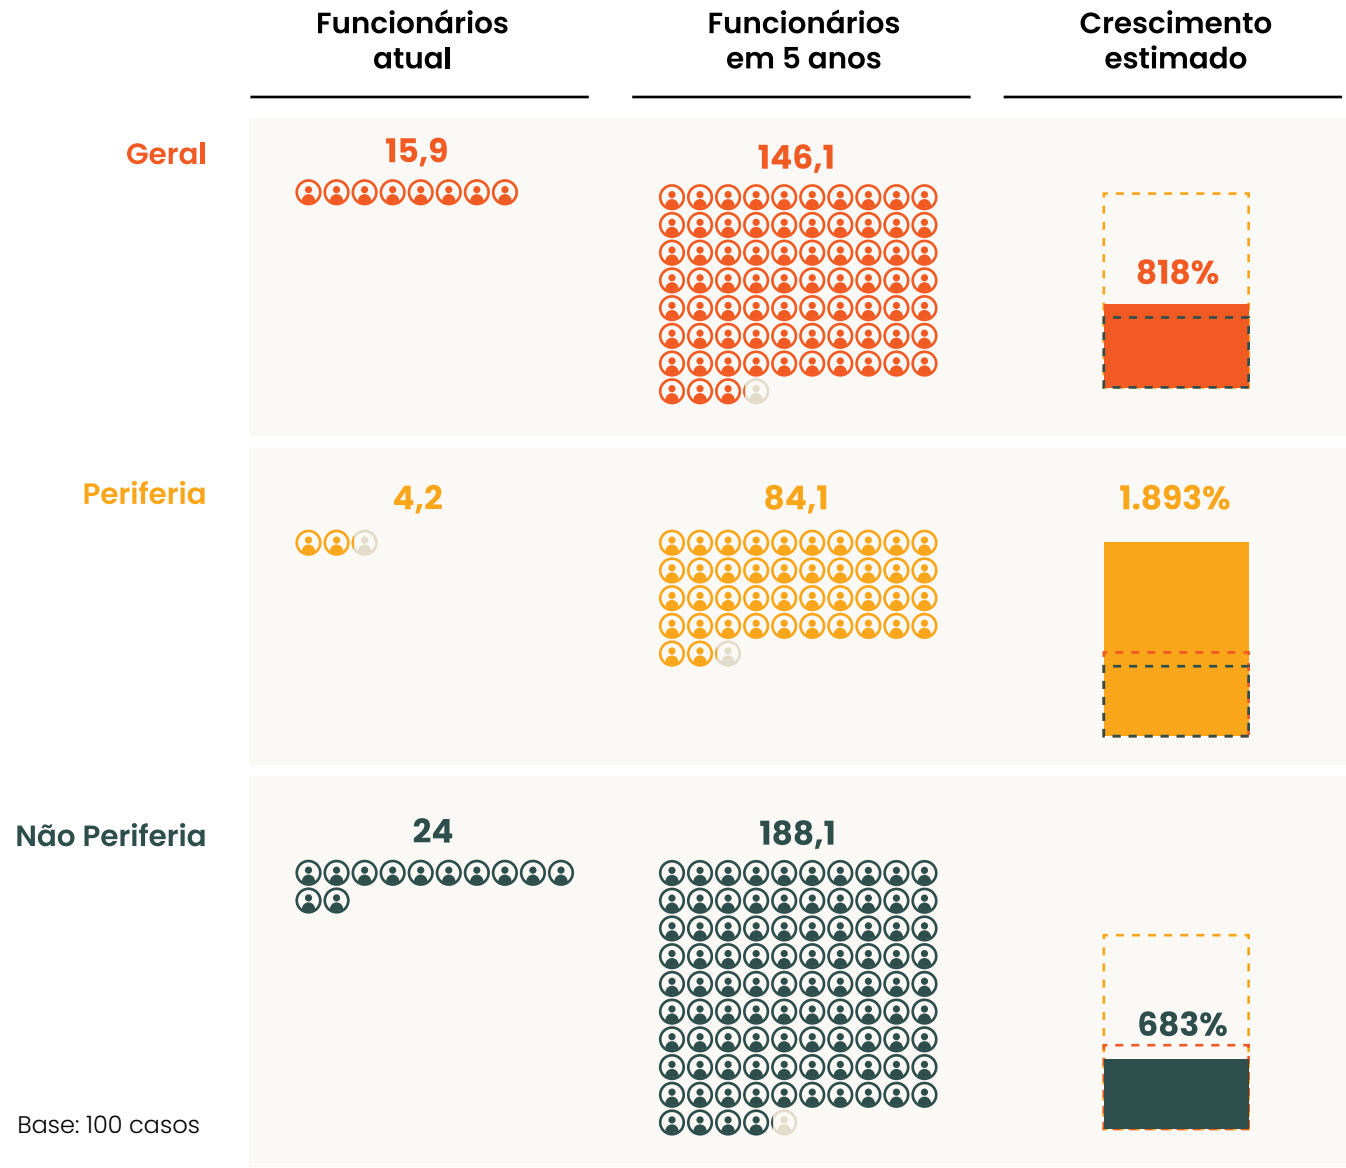 Funcionários
atual
Funcionários
em 5 anos
Crescimento
estimado
Geral
15,9
146,1
818%
Periferia
4,2
84,1
1.893%
Não Periferia
24
188,1
683%
Base: 100 casos